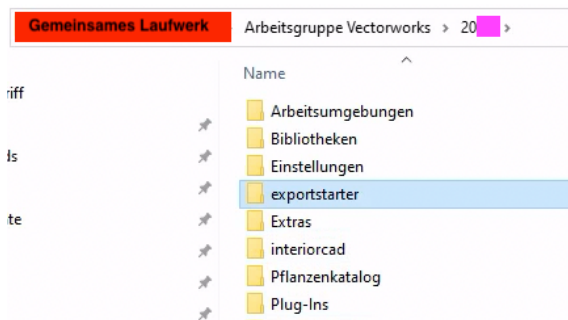 Gemeinsames Laufwerk > Arbeitsgruppe Vectorworks > 20 >
Name
riff
ds
te
Arbeitsumgebungen
Bibliotheken
Einstellungen
exportstarter
Extras
interiorcad
Pflanzenkatalog
Plug-Ins